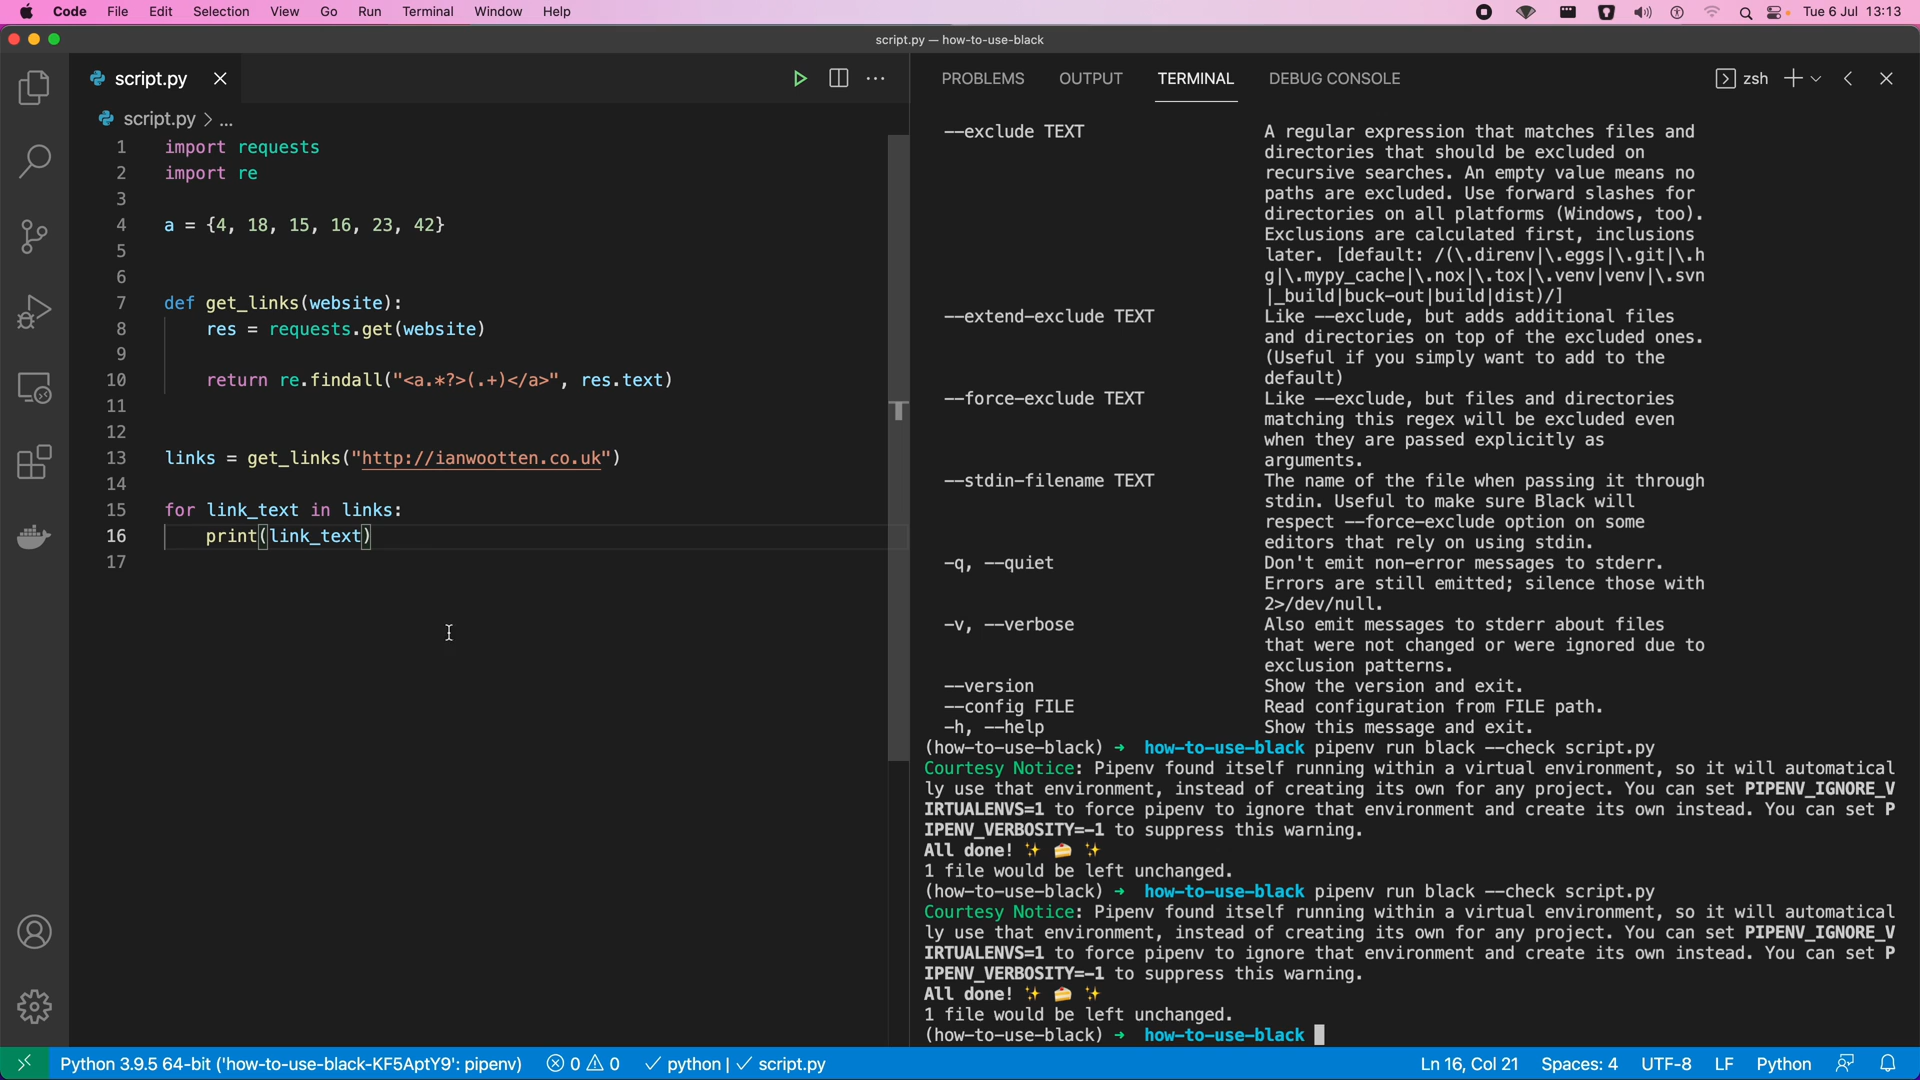 Code File Edit Selection View Go Run Terminal Window Help Tue 6 Jul 13:13
script.py — how-to-use-black
script.py
script.py > ...
1 import requests
2 import re
3
4 a = {4, 18, 15, 16, 23, 42}
5
6
7 def get_links(website):
8     res = requests.get(website)
9
10     return re.findall("<a.*?>(.+)</a>", res.text)
11
12
13 links = get_links("http://ianwootten.co.uk")
14
15 for link_text in links:
16     print(link_text)
17
PROBLEMS OUTPUT TERMINAL DEBUG CONSOLE zsh
--exclude TEXT A regular expression that matches files and
directories that should be excluded on
recursive searches. An empty value means no
paths are excluded. Use forward slashes for
directories on all platforms (Windows, too).
Exclusions are calculated first, inclusions
later. [default: /(\.direnv|\.eggs|\.git|\.h
g|\.mypy_cache|\.nox|\.tox|\.venv|venv|\.svn
|_build|buck-out|build|dist)/]
--extend-exclude TEXT Like --exclude, but adds additional files
and directories on top of the excluded ones.
(Useful if you simply want to add to the
default)
--force-exclude TEXT Like --exclude, but files and directories
matching this regex will be excluded even
when they are passed explicitly as
arguments.
--stdin-filename TEXT The name of the file when passing it through
stdin. Useful to make sure Black will
respect --force-exclude option on some
editors that rely on using stdin.
-q, --quiet Don't emit non-error messages to stderr.
Errors are still emitted; silence those with
2>/dev/null.
-v, --verbose Also emit messages to stderr about files
that were not changed or were ignored due to
exclusion patterns.
--version Show the version and exit.
--config FILE Read configuration from FILE path.
-h, --help Show this message and exit.
(how-to-use-black) → how-to-use-black pipenv run black --check script.py
Courtesy Notice: Pipenv found itself running within a virtual environment, so it will automatical
ly use that environment, instead of creating its own for any project. You can set PIPENV_IGNORE_V
IRTUALENVS=1 to force pipenv to ignore that environment and create its own instead. You can set P
IPENV_VERBOSITY=-1 to suppress this warning.
All done! ✨ 🍰 ✨
1 file would be left unchanged.
(how-to-use-black) → how-to-use-black pipenv run black --check script.py
Courtesy Notice: Pipenv found itself running within a virtual environment, so it will automatical
ly use that environment, instead of creating its own for any project. You can set PIPENV_IGNORE_V
IRTUALENVS=1 to force pipenv to ignore that environment and create its own instead. You can set P
IPENV_VERBOSITY=-1 to suppress this warning.
All done! ✨ 🍰 ✨
1 file would be left unchanged.
(how-to-use-black) → how-to-use-black
Python 3.9.5 64-bit ('how-to-use-black-KF5AptY9': pipenv) 0 0 ✓ python | ✓ script.py Ln 16, Col 21 Spaces: 4 UTF-8 LF Python